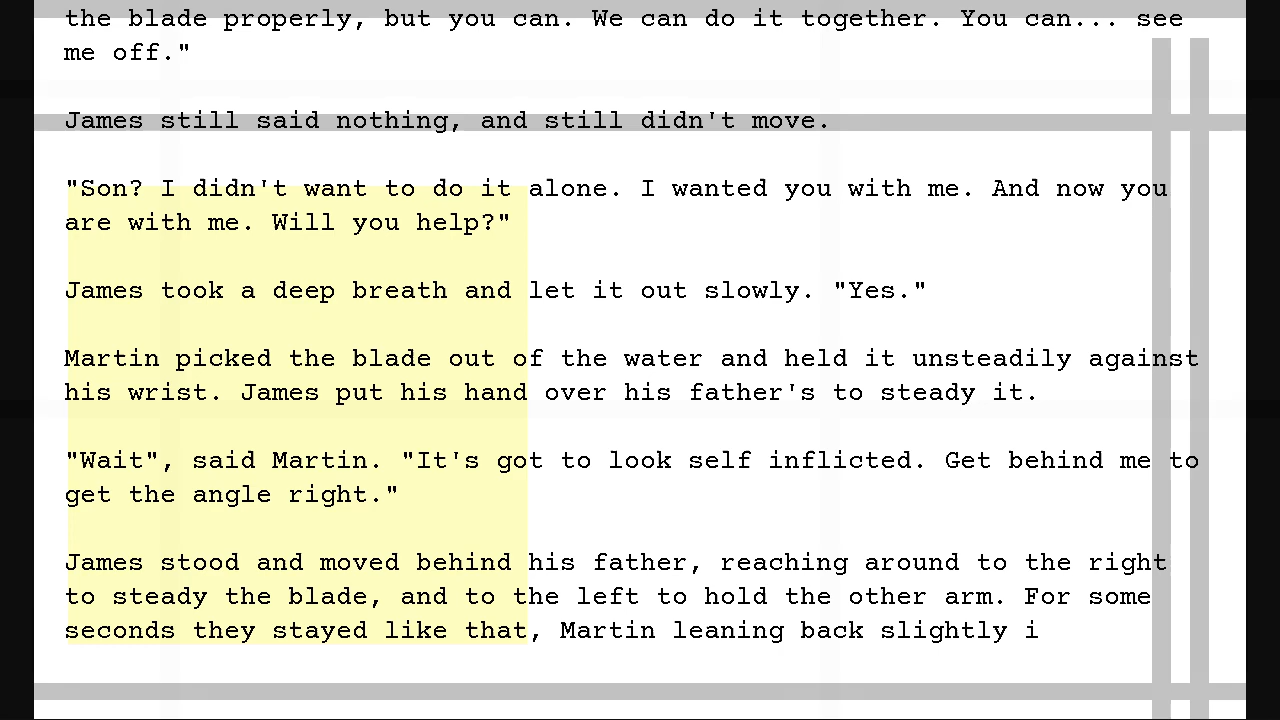 the blade properly, but you can. We can do it together. You can... see
me off."
James still said nothing, and still didn't move.
"Son? I didn't want to do it alone. I wanted you with me. And now you
are with me. Will you help?"
James took a deep breath and let it out slowly. "Yes."
Martin picked the blade out of the water and held it unsteadily against
his wrist. James put his hand over his father's to steady it.
"Wait", said Martin. "It's got to look self inflicted. Get behind me to
get the angle right."
James stood and moved behind his father, reaching around to the right
to steady the blade, and to the left to hold the other arm. For some
seconds they stayed like that, Martin leaning back slightly i